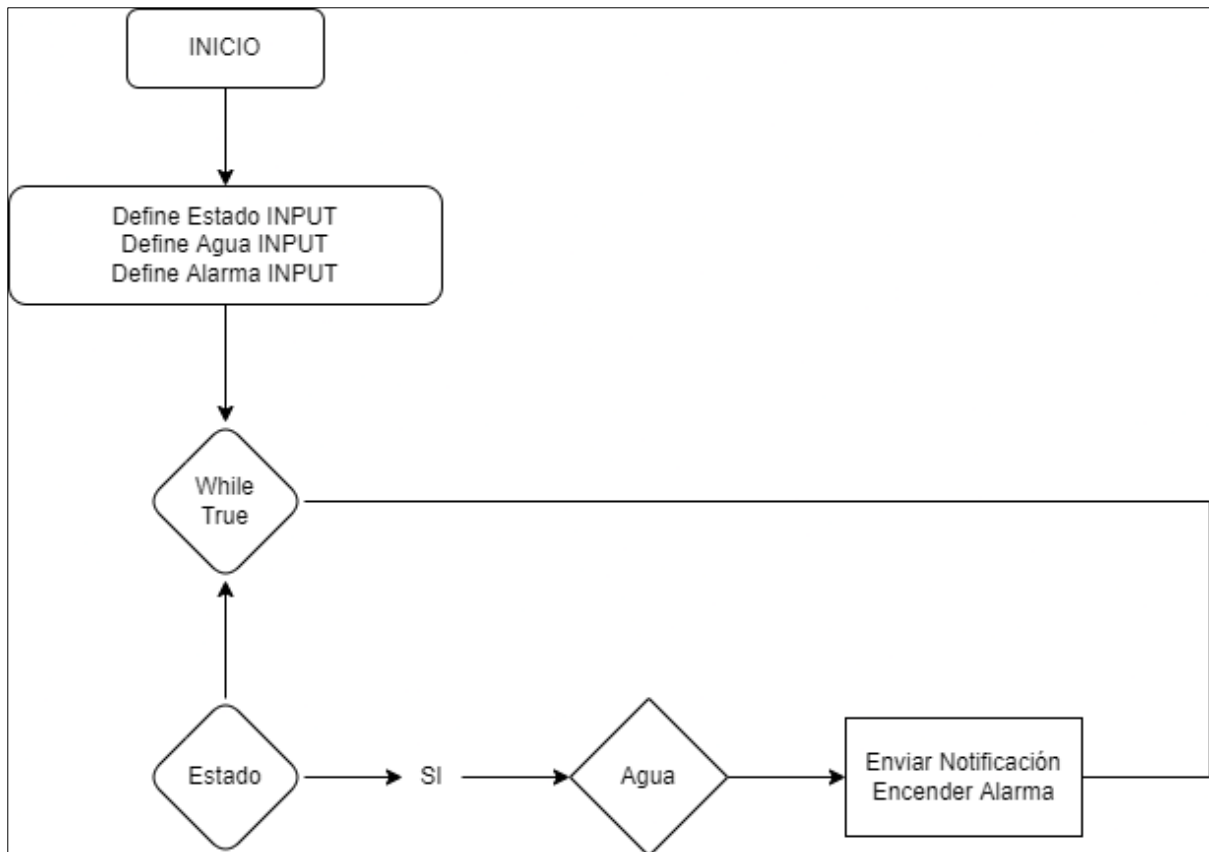 INICIO
Define Estado INPUT
Define Agua INPUT
Define Alarma INPUT
While
True
Estado
SI
Agua
Enviar Notificación
Encender Alarma